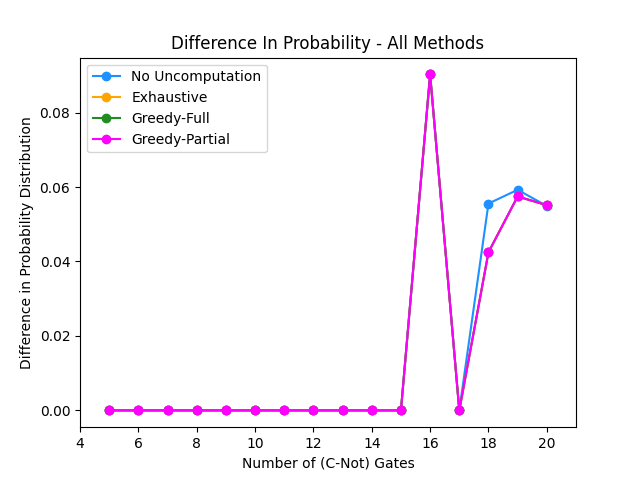 Difference In Probability - All Methods
No Uncomputation
Exhaustive
Greedy-Full
Greedy-Partial
Difference in Probability Distribution
0.08
0.06
0.04
0.02
0.00
4 6 8 10 12 14 16 18 20
Number of (C-Not) Gates